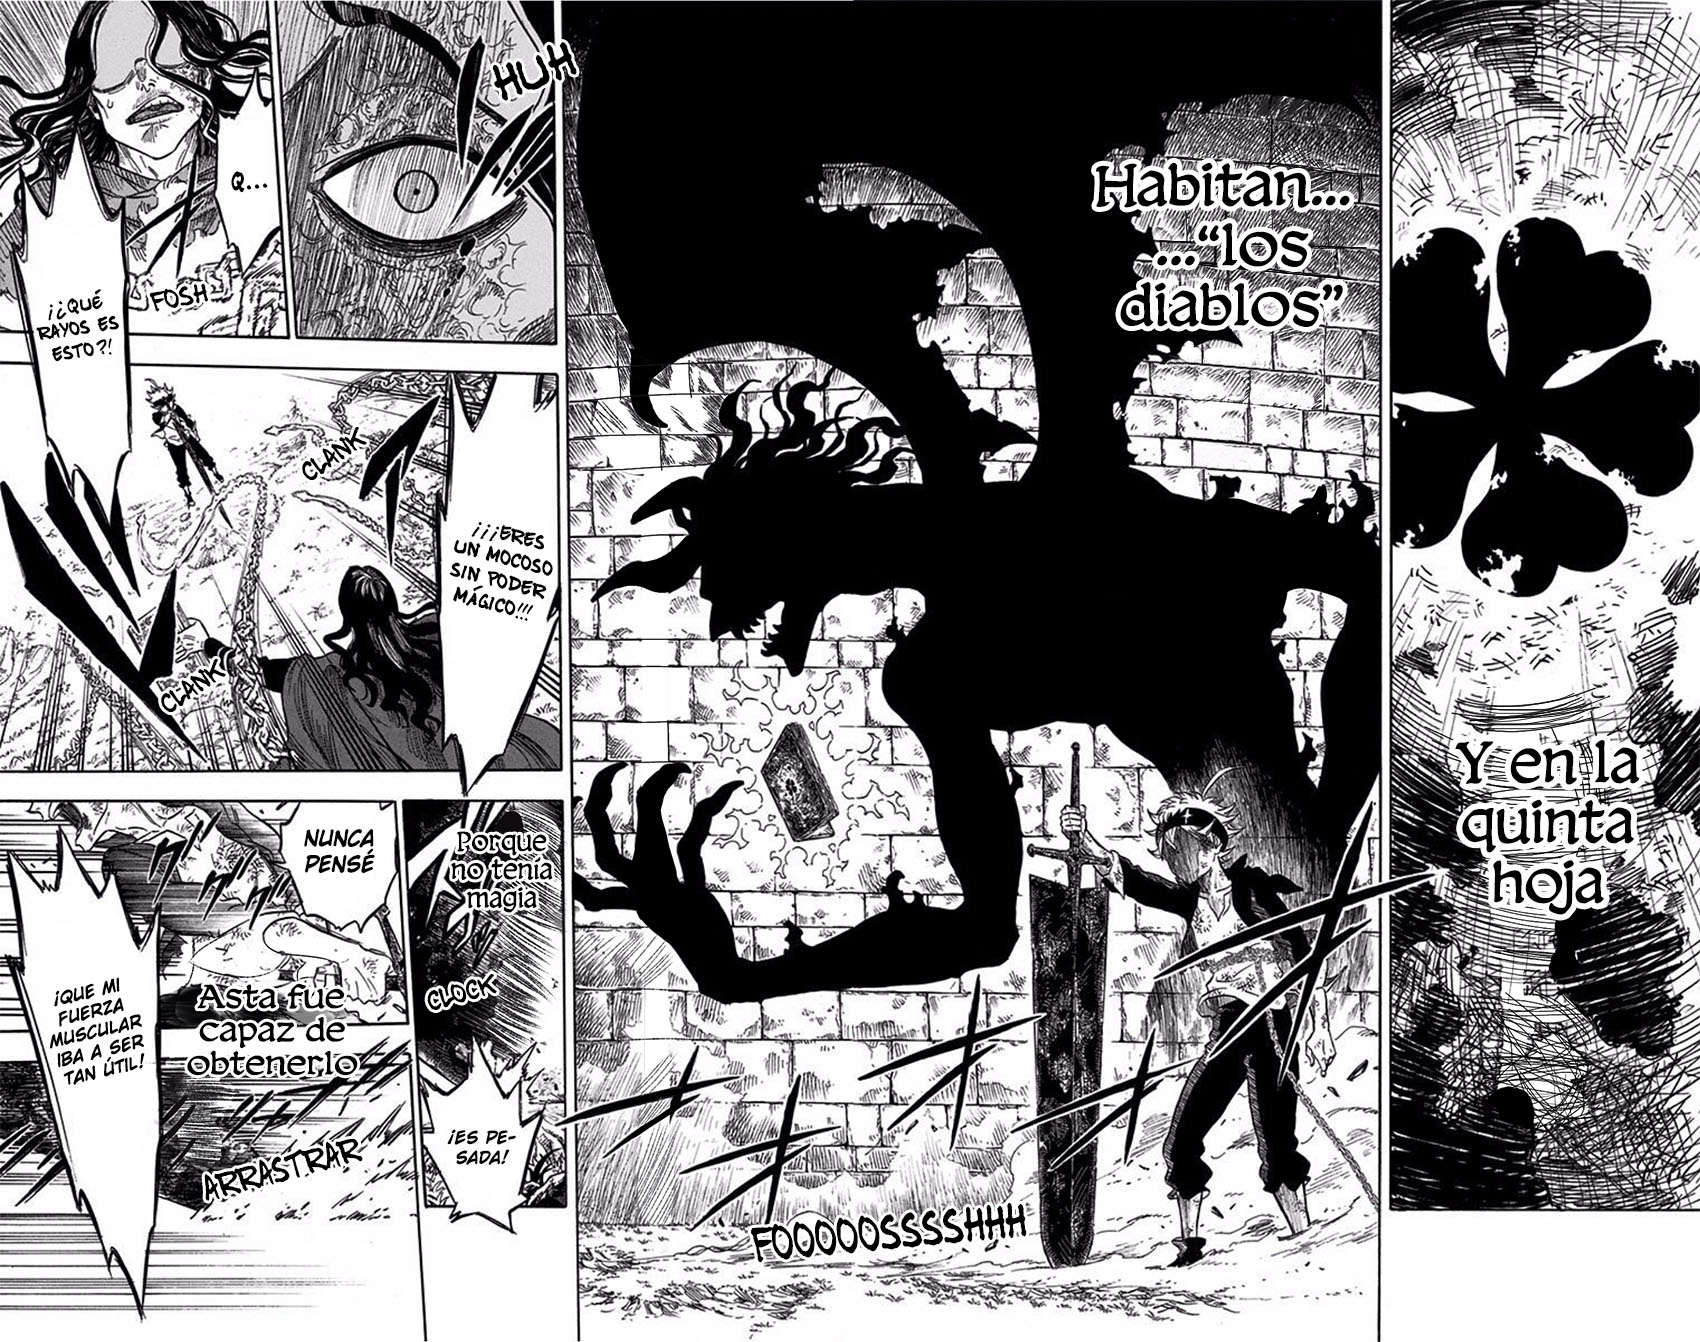 Y en la
quinta
hoja
Habitan...
..."los
diablos"
FOOOOOSSSSHHH
HUH
Q...
¡¿QUÉ
RAYOS ES
ESTO?!
FOSH
¡¡¡ERES
UN MOCOSO
SIN PODER
MÁGICO!!!
CLANK
CLANK
Porque
no tenía
magia
CLOCK
¡ES PE-
SADA!
NUNCA
PENSÉ
Asta fue
capaz de
obtenerlo
¡QUE MI
FUERZA
MUSCULAR
IBA A SER
TAN ÚTIL!
ARRASTRAR